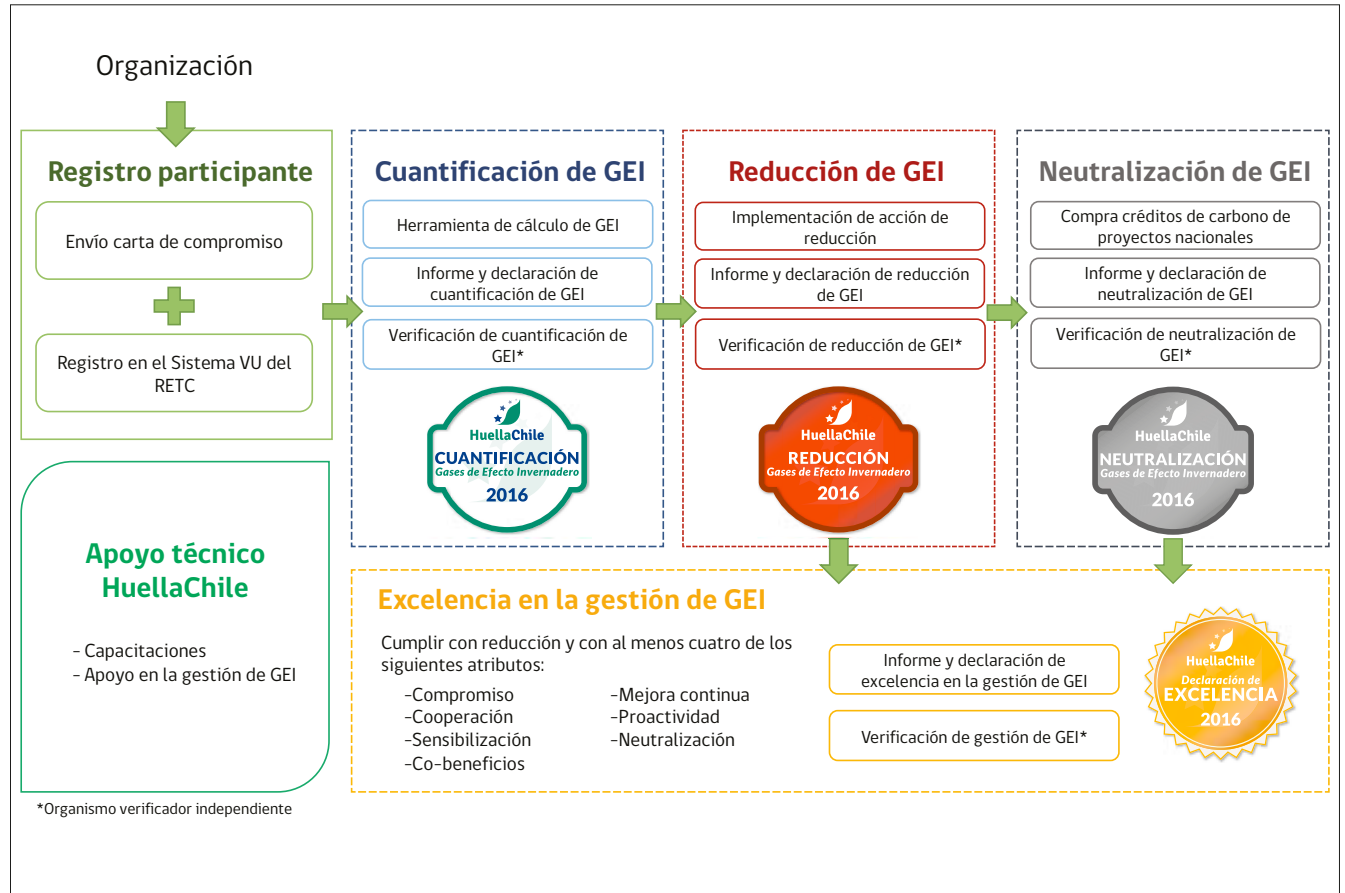 Organización
Registro participante
Envío carta de compromiso
Registro en el Sistema VU del
RETC
Cuantificación de GEI
Herramienta de cálculo de GEI
Informe y declaración de
cuantificación de GEI
Verificación de cuantificación de
GEI*
HuellaChile
CUANTIFICACIÓN
Gases de Efecto Invernadero
2016
Reducción de GEI
Implementación de acción de
reducción
Informe y declaración de reducción
de GEI
Verificación de reducción de GEI*
HuellaChile
REDUCCIÓN
Gases de Efecto Invernadero
2016
Neutralización de GEI
Compra créditos de carbono de
proyectos nacionales
Informe y declaración de
neutralización de GEI
Verificación de neutralización de
GEI*
HuellaChile
NEUTRALIZACIÓN
Gases de Efecto Invernadero
2016
Apoyo técnico
HuellaChile
- Capacitaciones
- Apoyo en la gestión de GEI
Excelencia en la gestión de GEI
Cumplir con reducción y con al menos cuatro de los
siguientes atributos:
-Compromiso
-Cooperación
-Sensibilización
-Co-beneficios
-Mejora continua
-Proactividad
-Neutralización
Informe y declaración de
excelencia en la gestión de GEI
Verificación de gestión de GEI*
HuellaChile
Declaración de
EXCELENCIA
2016
*Organismo verificador independiente